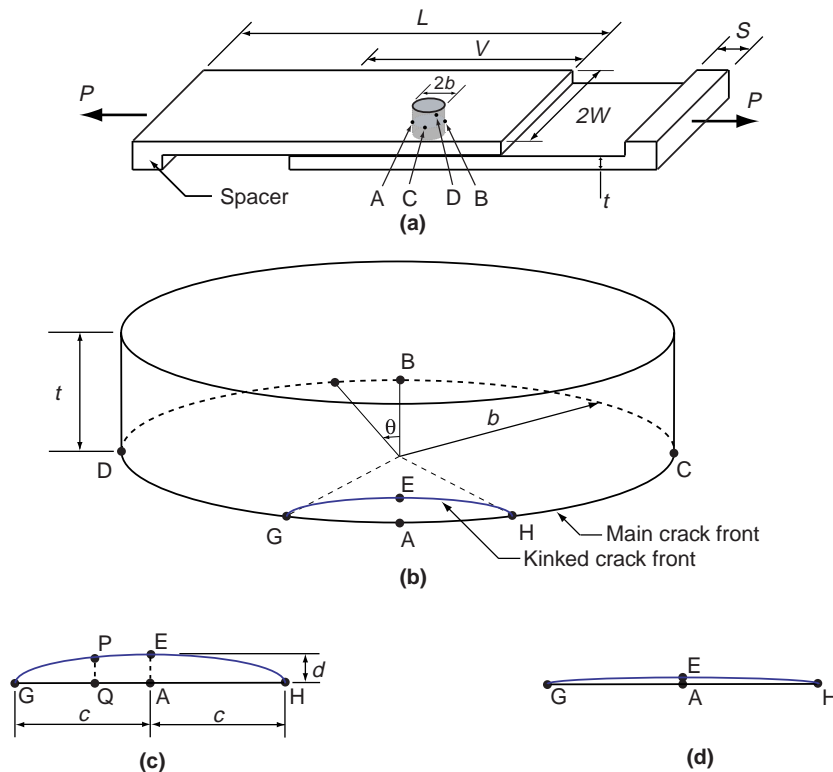 L
V
S
2b
P
P
2W
Spacer
A
C
D
B
t
(a)
B
t
θ
b
D
C
E
G
A
H
Main crack front
Kinked crack front
(b)
P
E
d
G
Q
A
H
c
c
(c)
E
G
A
H
(d)